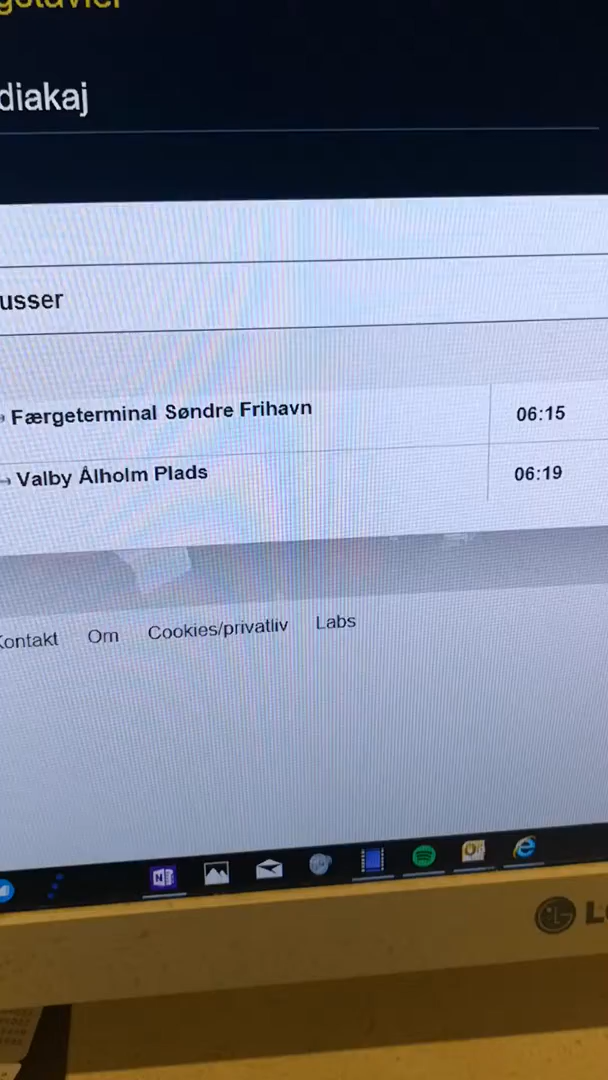 diakaj
usser
Færgeterminal Søndre Frihavn 06:15
Valby Ålholm Plads 06:19
Kontakt Om Cookies/privatliv Labs